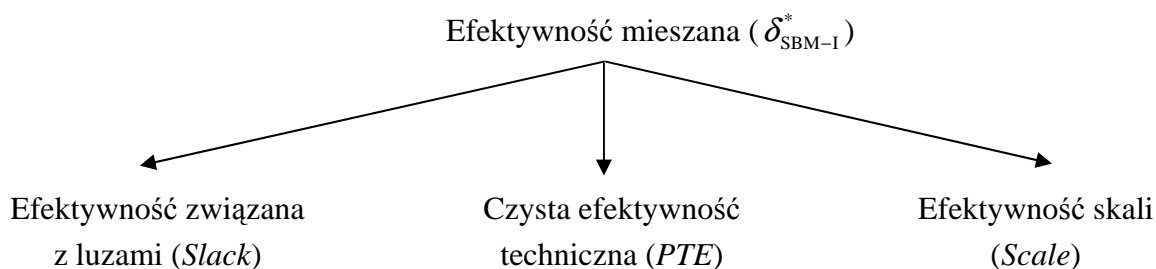 Efektywność mieszana (δ*SBM−I)
Efektywność związana
z luzami (Slack)
Czysta efektywność
techniczna (PTE)
Efektywność skali
(Scale)